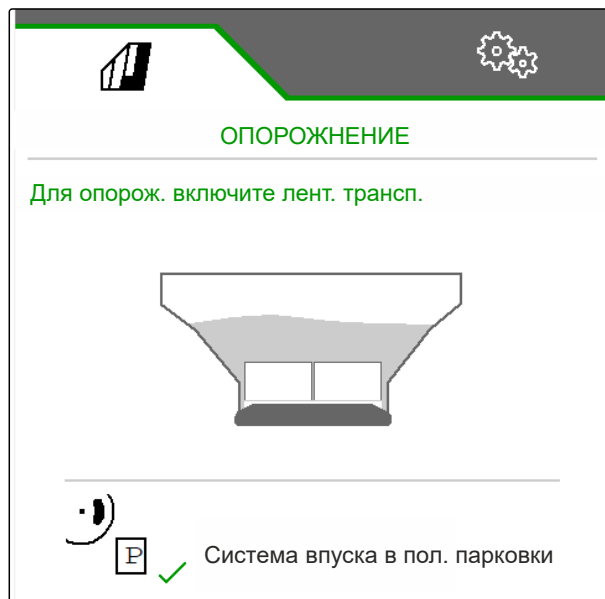 ОПОРОЖНЕНИЕ
Для опорож. включите лент. трансп.
P
Система впуска в пол. парковки